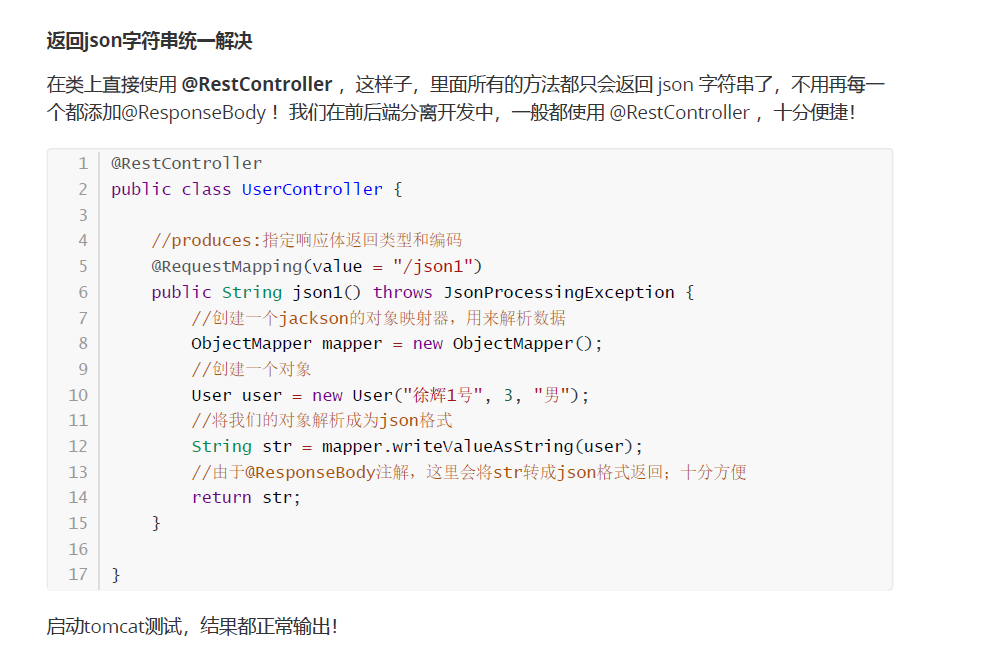 返回json字符串统一解决
在类上直接使用 @RestController ，这样子，里面所有的方法都只会返回 json 字符串了，不用再每一
个都添加@ResponseBody ！我们在前后端分离开发中，一般都使用 @RestController ，十分便捷！
1 @RestController
2 public class UserController {
3
4     //produces:指定响应体返回类型和编码
5     @RequestMapping(value = "/json1")
6     public String json1() throws JsonProcessingException {
7         //创建一个jackson的对象映射器，用来解析数据
8         ObjectMapper mapper = new ObjectMapper();
9         //创建一个对象
10         User user = new User("徐辉1号", 3, "男");
11         //将我们的对象解析成为json格式
12         String str = mapper.writeValueAsString(user);
13         //由于@ResponseBody注解，这里会将str转成json格式返回；十分方便
14         return str;
15     }
16
17 }
启动tomcat测试，结果都正常输出！